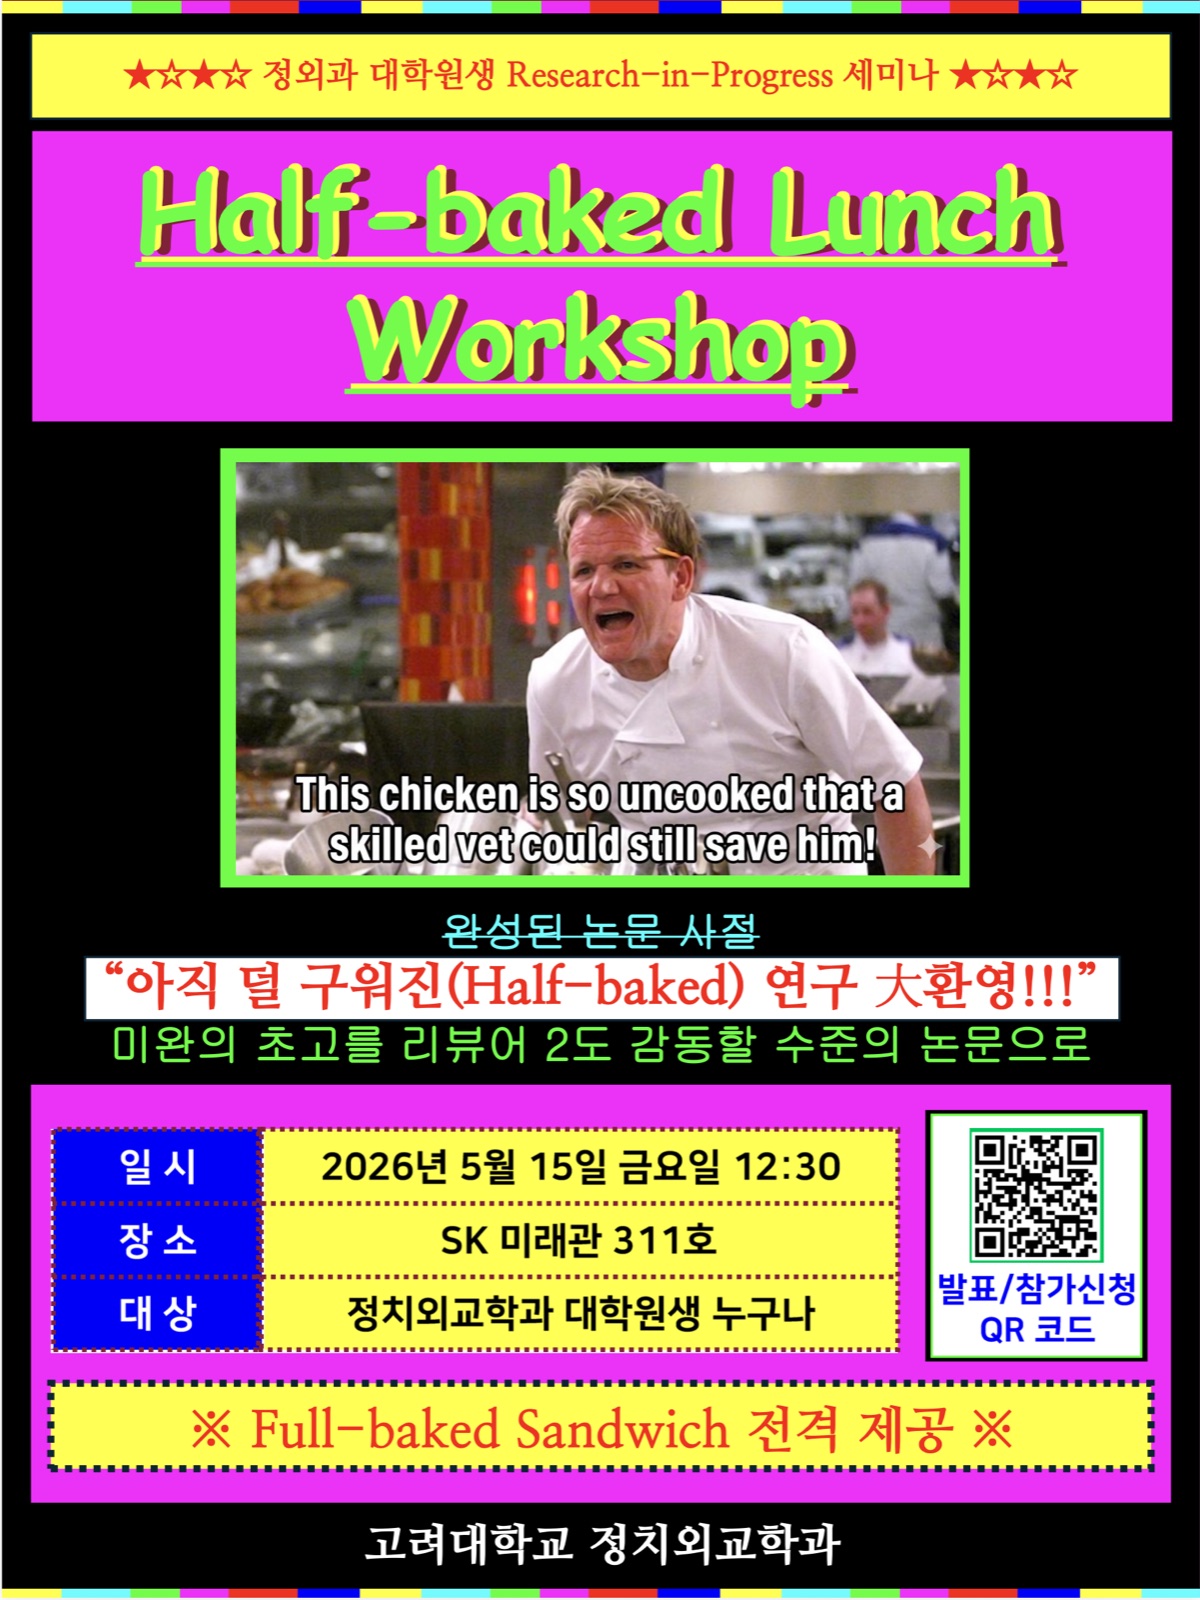 ★☆★☆ 정외과 대학원생 Research-in-Progress 세미나 ★☆★☆
Half-baked Lunch
Workshop
This chicken is so uncooked that a
skilled vet could still save him!
완성된 논문 사절
“아직 덜 구워진(Half-baked) 연구 大환영!!!”
미완의 초고를 리뷰어 2도 감동할 수준의 논문으로
일 시 2026년 5월 15일 금요일 12:30
장 소 SK 미래관 311호
대 상 정치외교학과 대학원생 누구나
발표/참가신청
QR 코드
※ Full-baked Sandwich 전격 제공 ※
고려대학교 정치외교학과